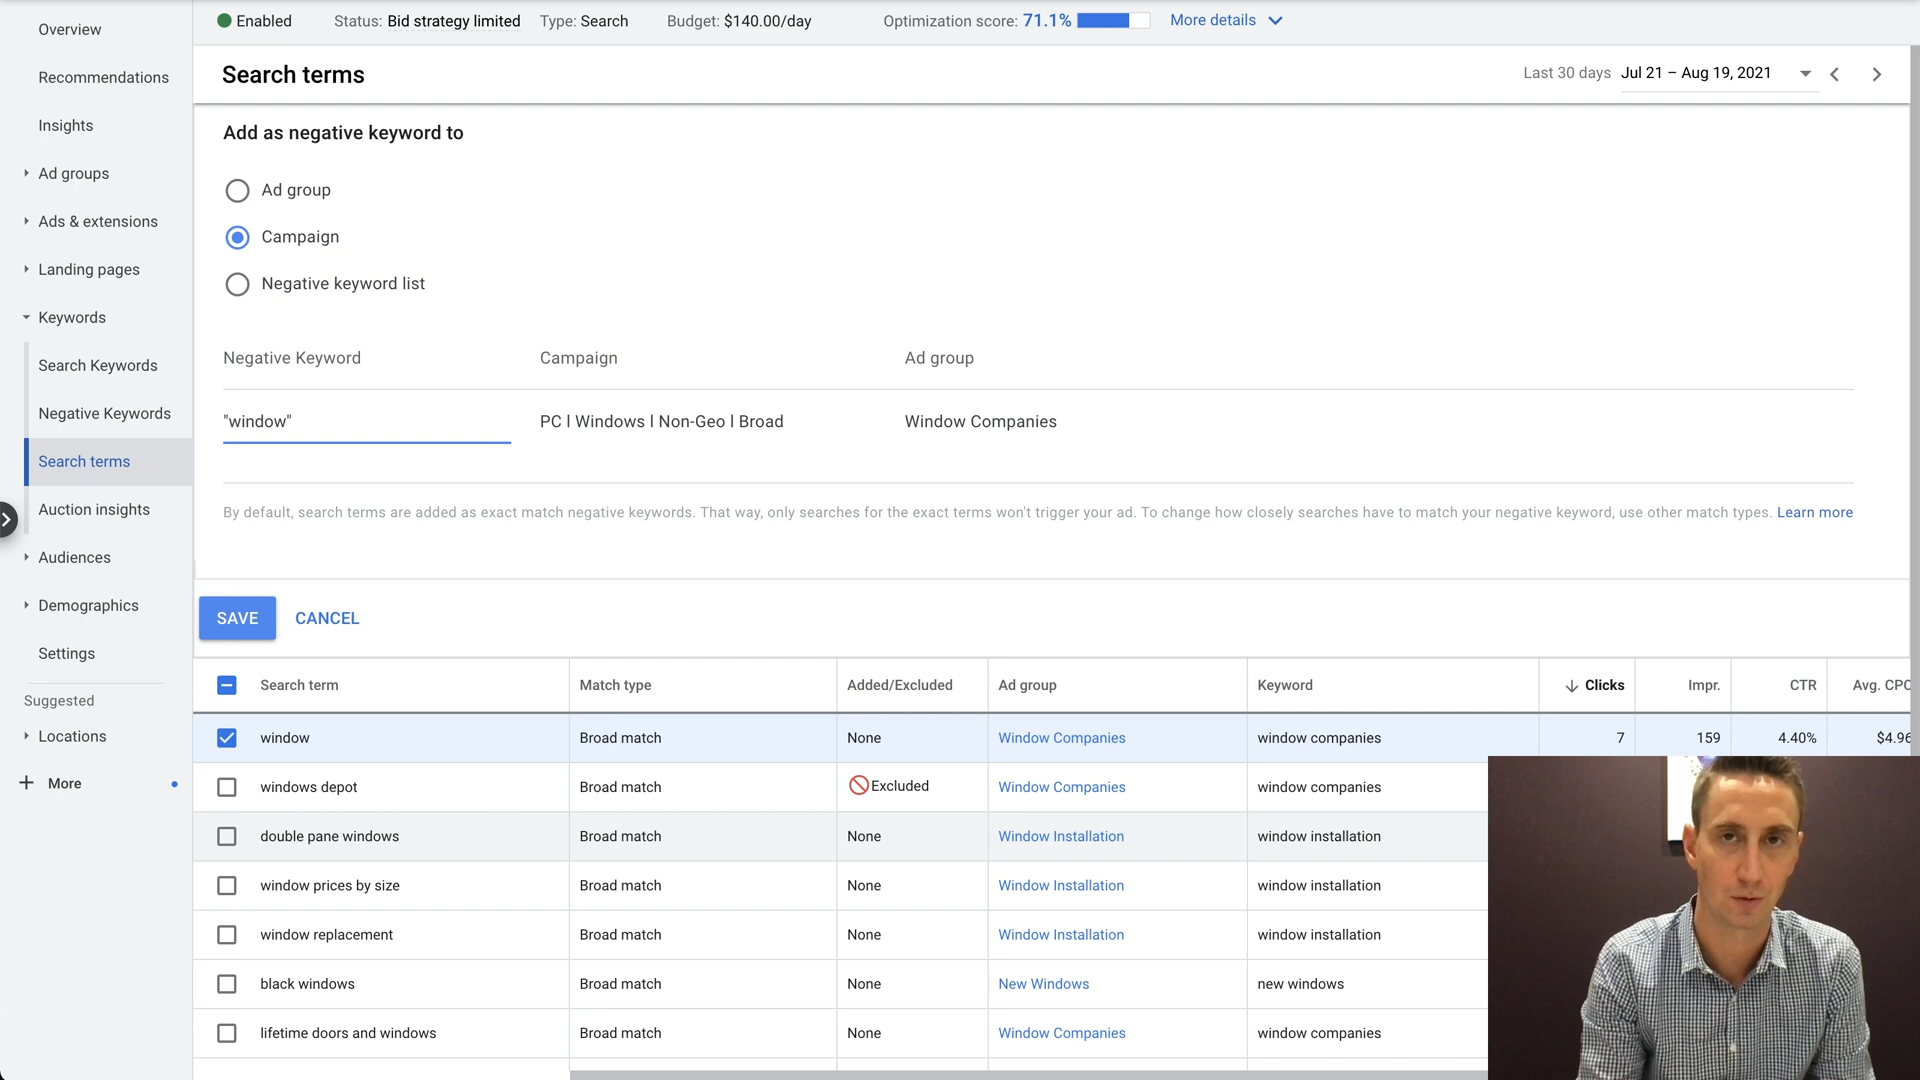 Enabled Status: Bid strategy limited Type: Search Budget: $140.00/day Optimization score: 71.1% More details
Overview
Recommendations
Insights
Ad groups
Ads & extensions
Landing pages
Keywords
Search Keywords
Negative Keywords
Search terms
Auction insights
Audiences
Demographics
Settings
Suggested
Locations
+ More
Search terms
Last 30 days Jul 21 – Aug 19, 2021
Add as negative keyword to
Ad group
Campaign
Negative keyword list
Negative Keyword Campaign Ad group
"window" PC l Windows l Non-Geo l Broad Window Companies
By default, search terms are added as exact match negative keywords. That way, only searches for the exact terms won't trigger your ad. To change how closely searches have to match your negative keyword, use other match types. Learn more
SAVE CANCEL
Search term Match type Added/Excluded Ad group Keyword Clicks Impr. CTR Avg. CPC
window Broad match None Window Companies window companies 7 159 4.40% $4.96
windows depot Broad match Excluded Window Companies window companies
double pane windows Broad match None Window Installation window installation
window prices by size Broad match None Window Installation window installation
window replacement Broad match None Window Installation window installation
black windows Broad match None New Windows new windows
lifetime doors and windows Broad match None Window Companies window companies